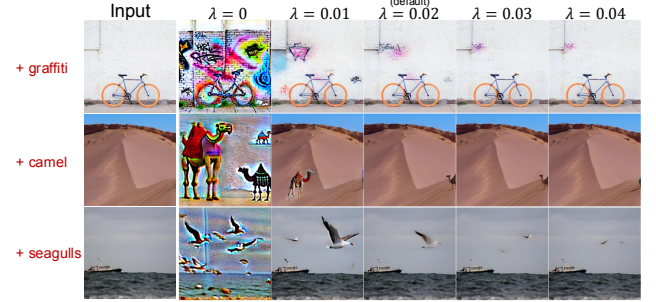 (default)
Input λ = 0 λ = 0.01 λ = 0.02 λ = 0.03 λ = 0.04
+ graffiti
+ camel
+ seagulls